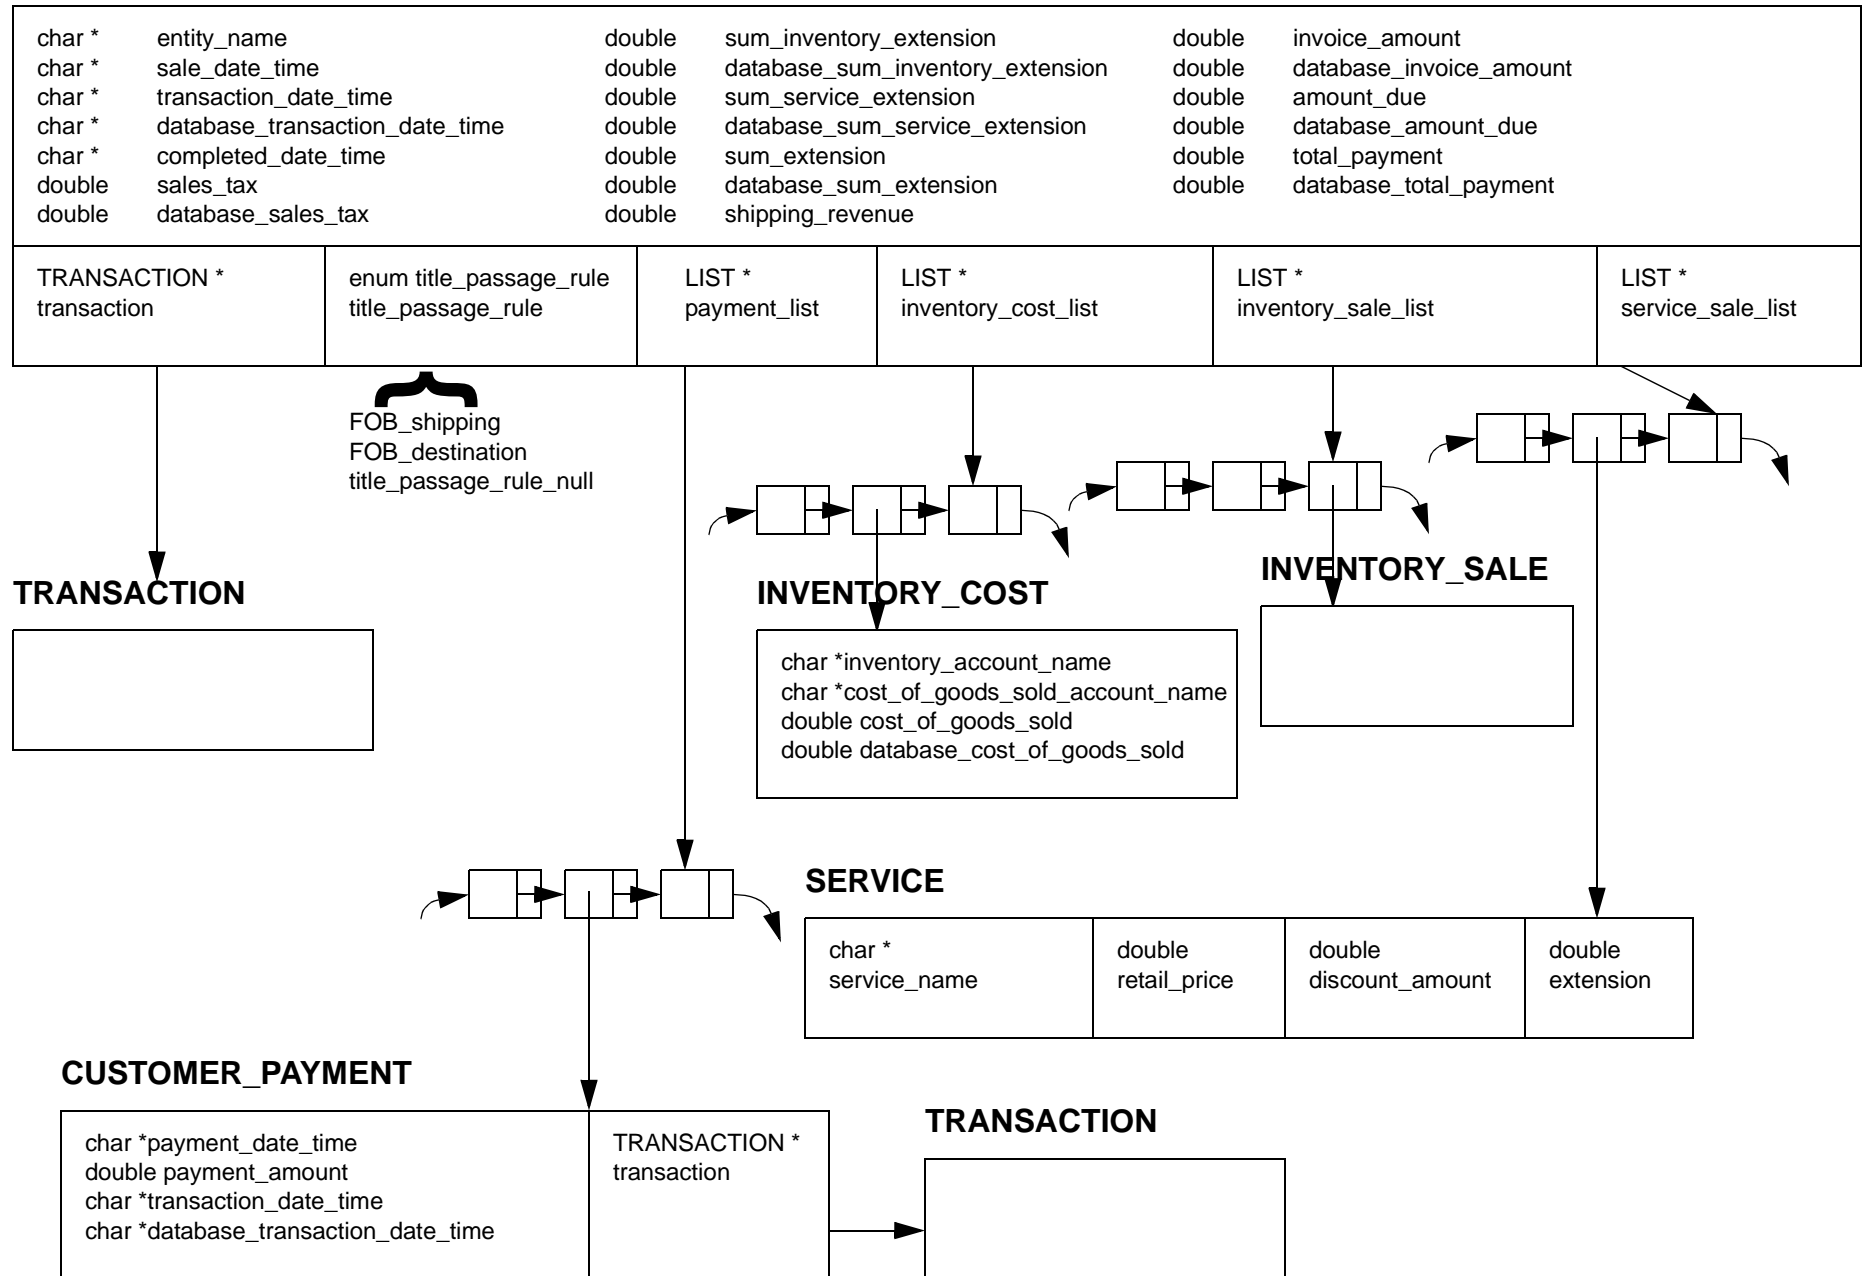 char * entity_name double sum_inventory_extension double invoice_amount
char * sale_date_time double database_sum_inventory_extension double database_invoice_amount
char * transaction_date_time double sum_service_extension double amount_due
char * database_transaction_date_time double database_sum_service_extension double database_amount_due
char * completed_date_time double sum_extension double total_payment
double sales_tax double database_sum_extension double database_total_payment
double database_sales_tax double shipping_revenue
TRANSACTION *
transaction
enum title_passage_rule
title_passage_rule
LIST *
payment_list
LIST *
inventory_cost_list
LIST *
inventory_sale_list
LIST *
service_sale_list
FOB_shipping
FOB_destination
title_passage_rule_null
TRANSACTION
INVENTORY_COST
char *inventory_account_name
char *cost_of_goods_sold_account_name
double cost_of_goods_sold
double database_cost_of_goods_sold
INVENTORY_SALE
SERVICE
char *
service_name
double
retail_price
double
discount_amount
double
extension
CUSTOMER_PAYMENT
char *payment_date_time
double payment_amount
char *transaction_date_time
char *database_transaction_date_time
TRANSACTION *
transaction
TRANSACTION